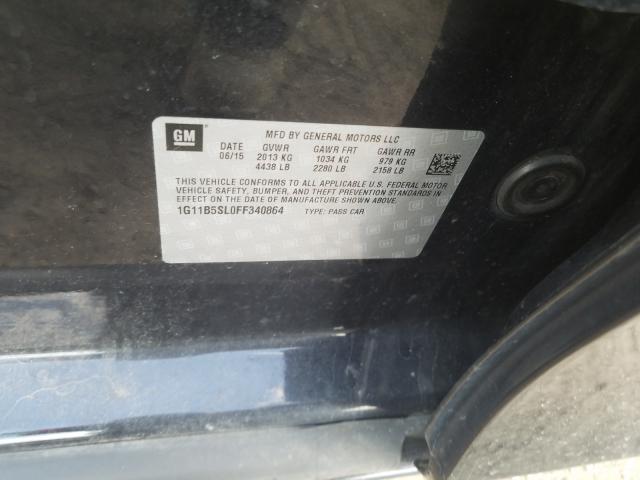 GM
MFD BY GENERAL MOTORS LLC
DATE GVWR GAWR FRT GAWR RR
06/15 2013 KG 1034 KG 979 KG
4438 LB 2280 LB 2158 LB
THIS VEHICLE CONFORMS TO ALL APPLICABLE U.S. FEDERAL MOTOR
VEHICLE SAFETY, BUMPER, AND THEFT PREVENTION STANDARDS IN
EFFECT ON THE DATE OF MANUFACTURE SHOWN ABOVE.
1G11B5SL0FF340864 TYPE: PASS CAR